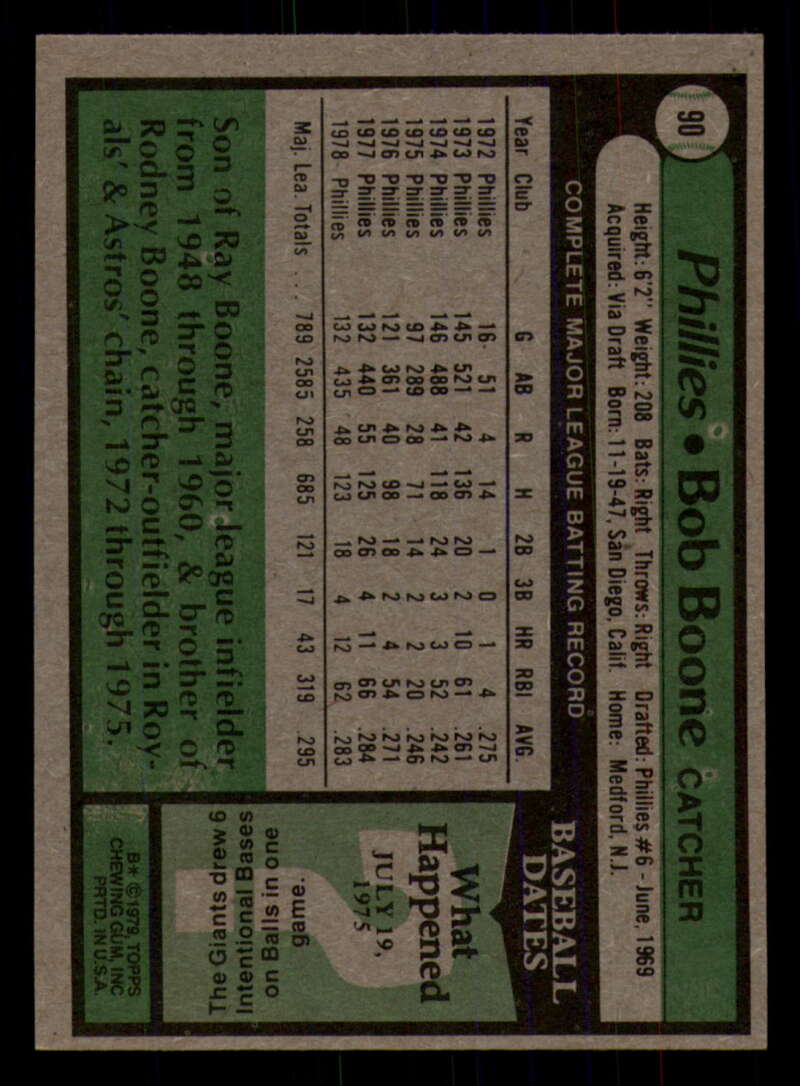 90
Phillies • Bob Boone CATCHER
Height: 6'2" Weight: 208 Bats: Right Throws: Right Drafted: Phillies #6 - June, 1969
Acquired: Via Draft Born: 11-19-47, San Diego, Calif. Home: Medford, N.J.
COMPLETE MAJOR LEAGUE BATTING RECORD
Year Club G AB R H 2B 3B HR RBI AVG.
1972 Phillies 16 51 4 14 1 0 1 4 .275
1973 Phillies 145 521 42 136 20 2 10 61 .261
1974 Phillies 146 488 41 118 24 3 3 52 .242
1975 Phillies 97 289 28 71 14 2 2 20 .246
1976 Phillies 121 361 40 98 18 2 4 54 .271
1977 Phillies 132 440 55 125 26 4 11 66 .284
1978 Phillies 132 435 48 123 18 4 12 62 .283
Maj. Lea. Totals . . . 789 2585 258 685 121 17 43 319 .295
Son of Ray Boone, major league infielder
from 1948 through 1960, & brother of
Rodney Boone, catcher-outfielder in Roy-
als' & Astros' chain, 1972 through 1975.
BASEBALL
DATES
What
Happened
JULY 19,
1975
?
The Giants drew 6
Intentional Bases
on Balls in one
game.
B* ©1979 TOPPS
CHEWING GUM, INC
PRTD. IN U.S.A.